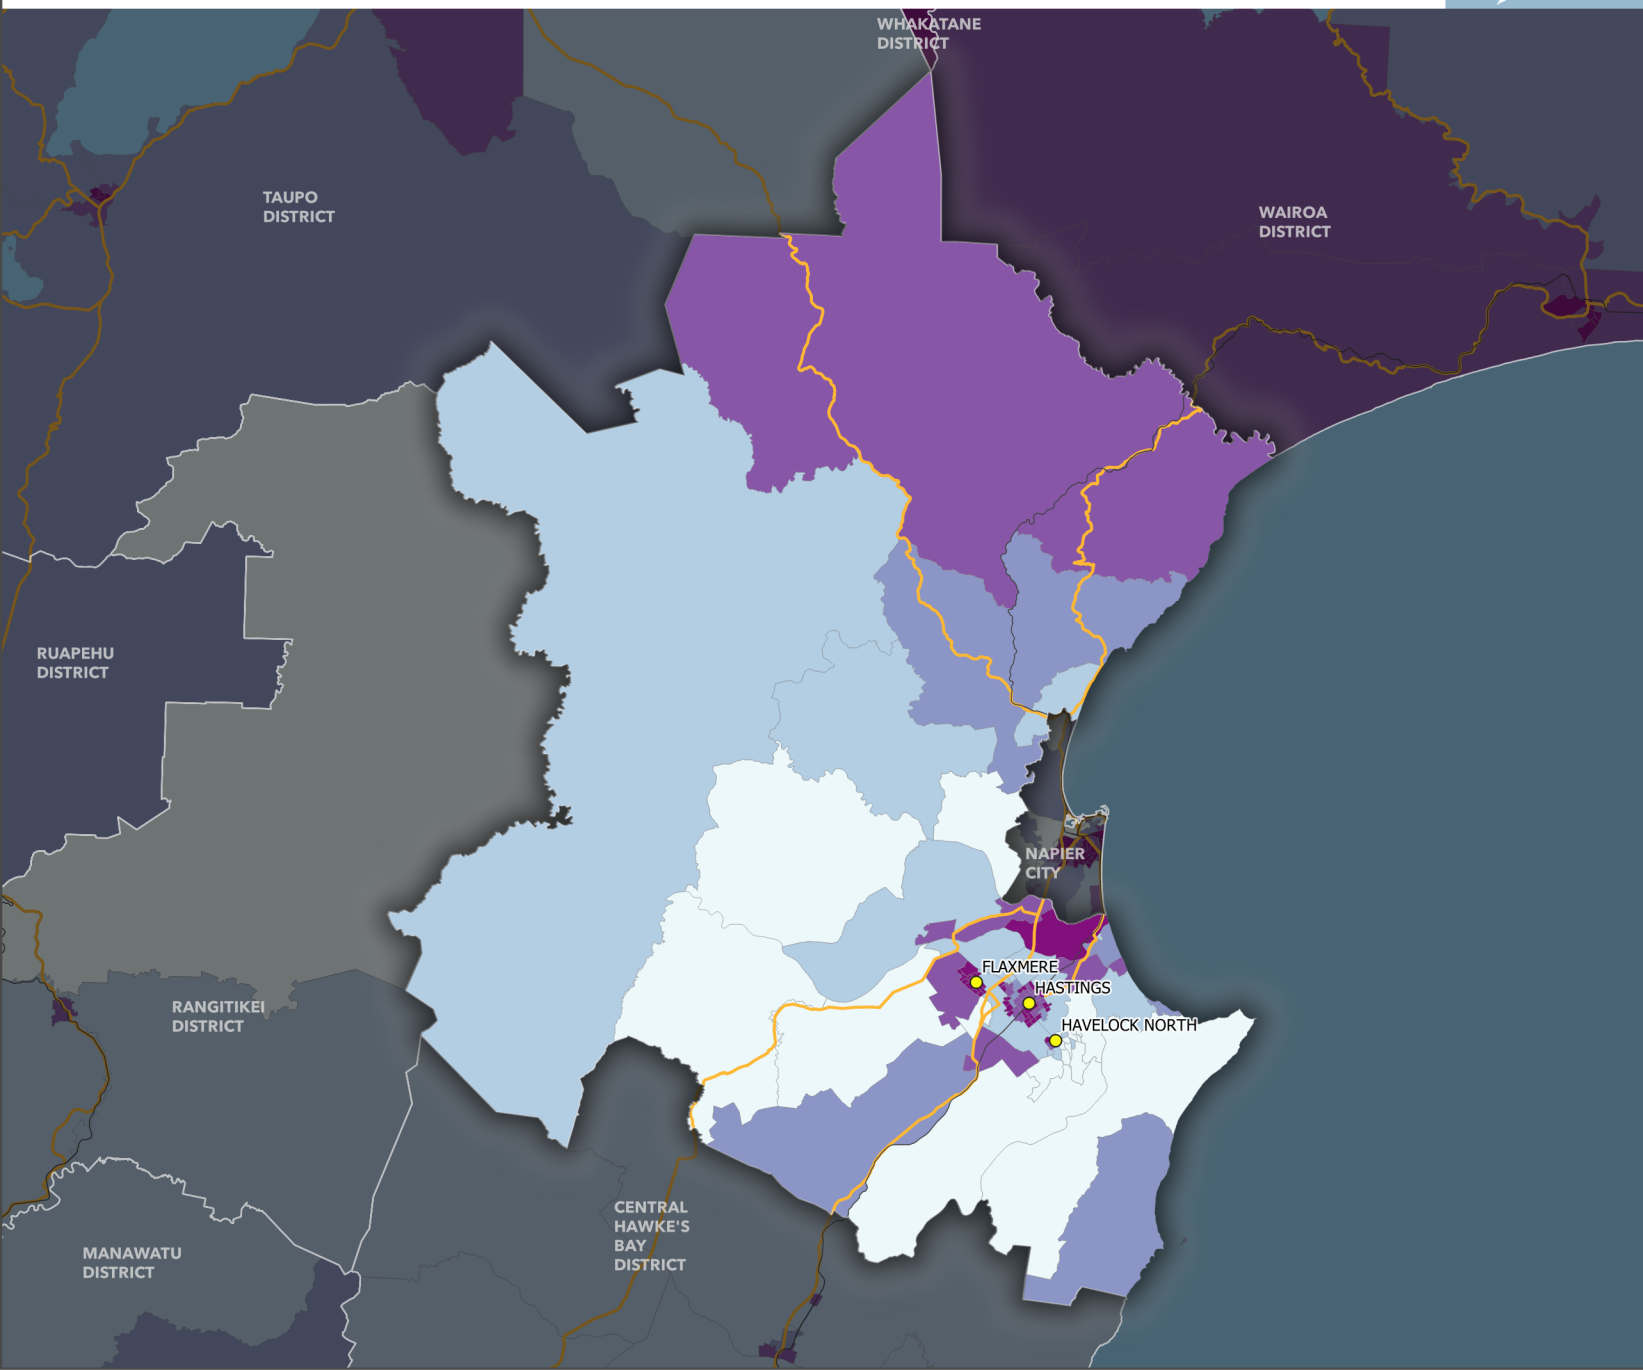 WHAKATANE
DISTRICT
TAUPO
DISTRICT
WAIROA
DISTRICT
RUAPEHU
DISTRICT
NAPIER
CITY
FLAXMERE
HASTINGS
HAVELOCK NORTH
RANGITIKEI
DISTRICT
CENTRAL
HAWKE'S
BAY
DISTRICT
MANAWATU
DISTRICT